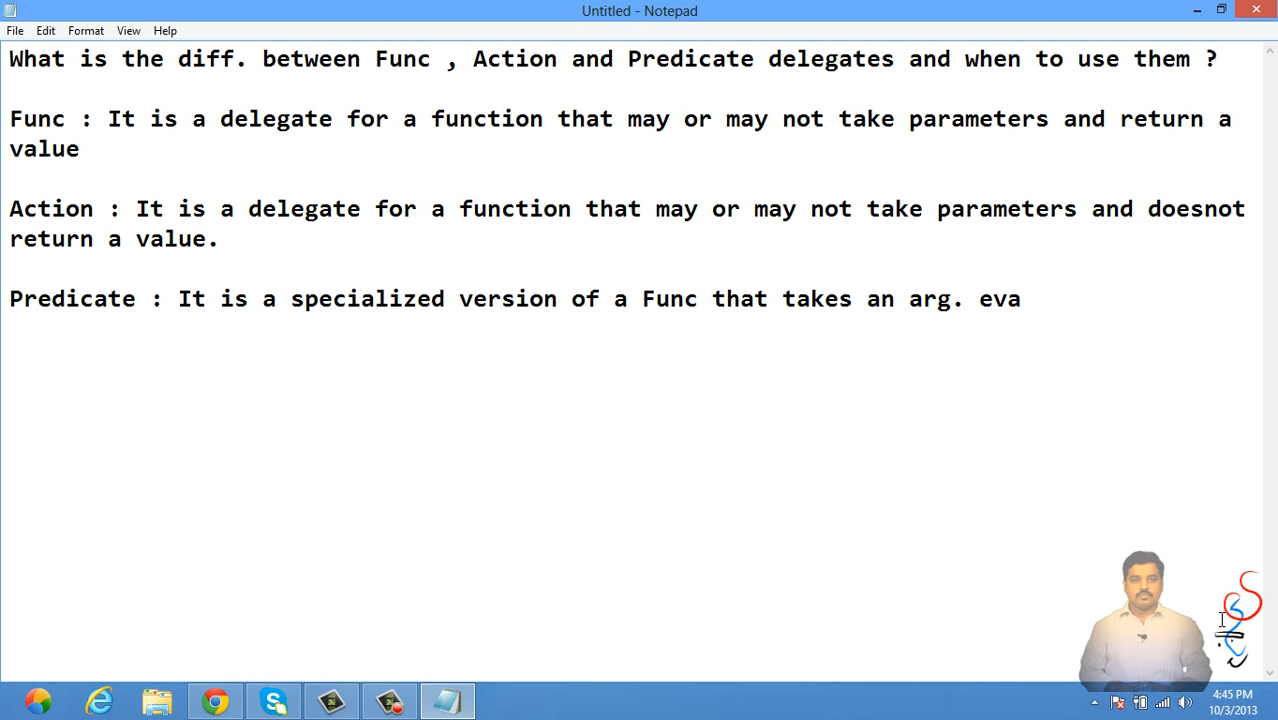 Untitled - Notepad
File Edit Format View Help
What is the diff. between Func , Action and Predicate delegates and when to use them ?
Func : It is a delegate for a function that may or may not take parameters and return a
value
Action : It is a delegate for a function that may or may not take parameters and doesnot
return a value.
Predicate : It is a specialized version of a Func that takes an arg. eva
4:45 PM
10/3/2013